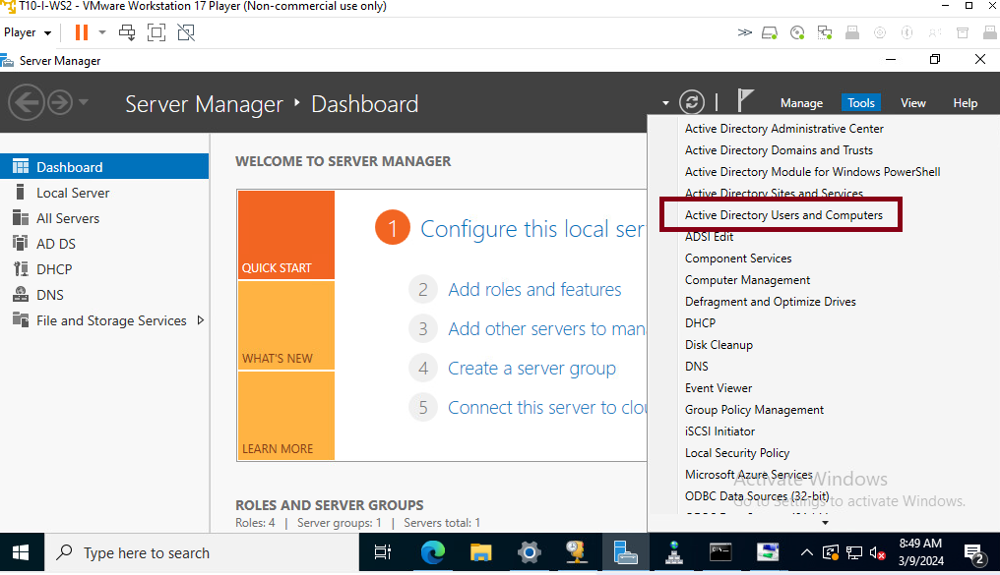 T10-I-WS2 - VMware Workstation 17 Player (Non-commercial use only)
Player
Server Manager
Server Manager Dashboard
Manage Tools View Help
Dashboard
Local Server
All Servers
AD DS
DHCP
DNS
File and Storage Services
WELCOME TO SERVER MANAGER
QUICK START
WHAT'S NEW
LEARN MORE
1 Configure this local ser
2 Add roles and features
3 Add other servers to man
4 Create a server group
5 Connect this server to clou
ROLES AND SERVER GROUPS
Roles: 4 | Server groups: 1 | Servers total: 1
Active Directory Administrative Center
Active Directory Domains and Trusts
Active Directory Module for Windows PowerShell
Active Directory Sites and Services
Active Directory Users and Computers
ADSI Edit
Component Services
Computer Management
Defragment and Optimize Drives
DHCP
Disk Cleanup
DNS
Event Viewer
Group Policy Management
iSCSI Initiator
Local Security Policy
Microsoft Azure Services
ODBC Data Sources (32-bit)
Activate Windows
Go to Settings to activate Windows.
Type here to search
8:49 AM
3/9/2024
2